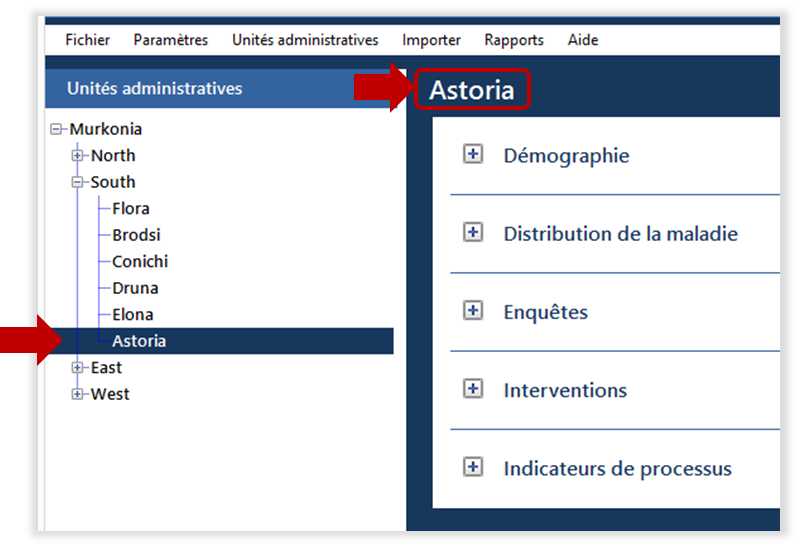 Fichier Paramètres Unités administratives Importer Rapports Aide
Unités administratives
Murkonia
North
South
Flora
Brodsi
Conichi
Druna
Elona
Astoria
East
West
Astoria
Démographie
Distribution de la maladie
Enquêtes
Interventions
Indicateurs de processus